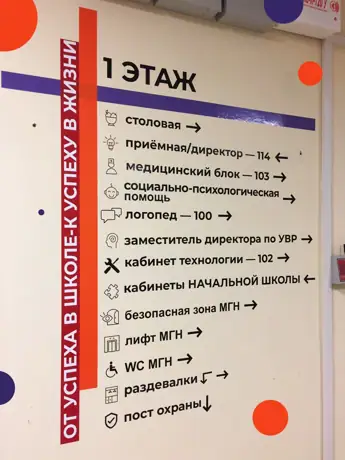 1 ЭТАЖ
столовая →
приёмная/директор — 114 ←
медицинский блок — 103 →
социально-психологическая
помощь →
логопед — 100 →
заместитель директора по УВР →
кабинет технологии — 102 →
кабинеты НАЧАЛЬНОЙ ШКОЛЫ ←
безопасная зона МГН →
лифт МГН →
WC МГН →
раздевалки →
пост охраны ↓
ОТ УСПЕХА В ШКОЛЕ-К УСПЕХУ В ЖИЗНИ